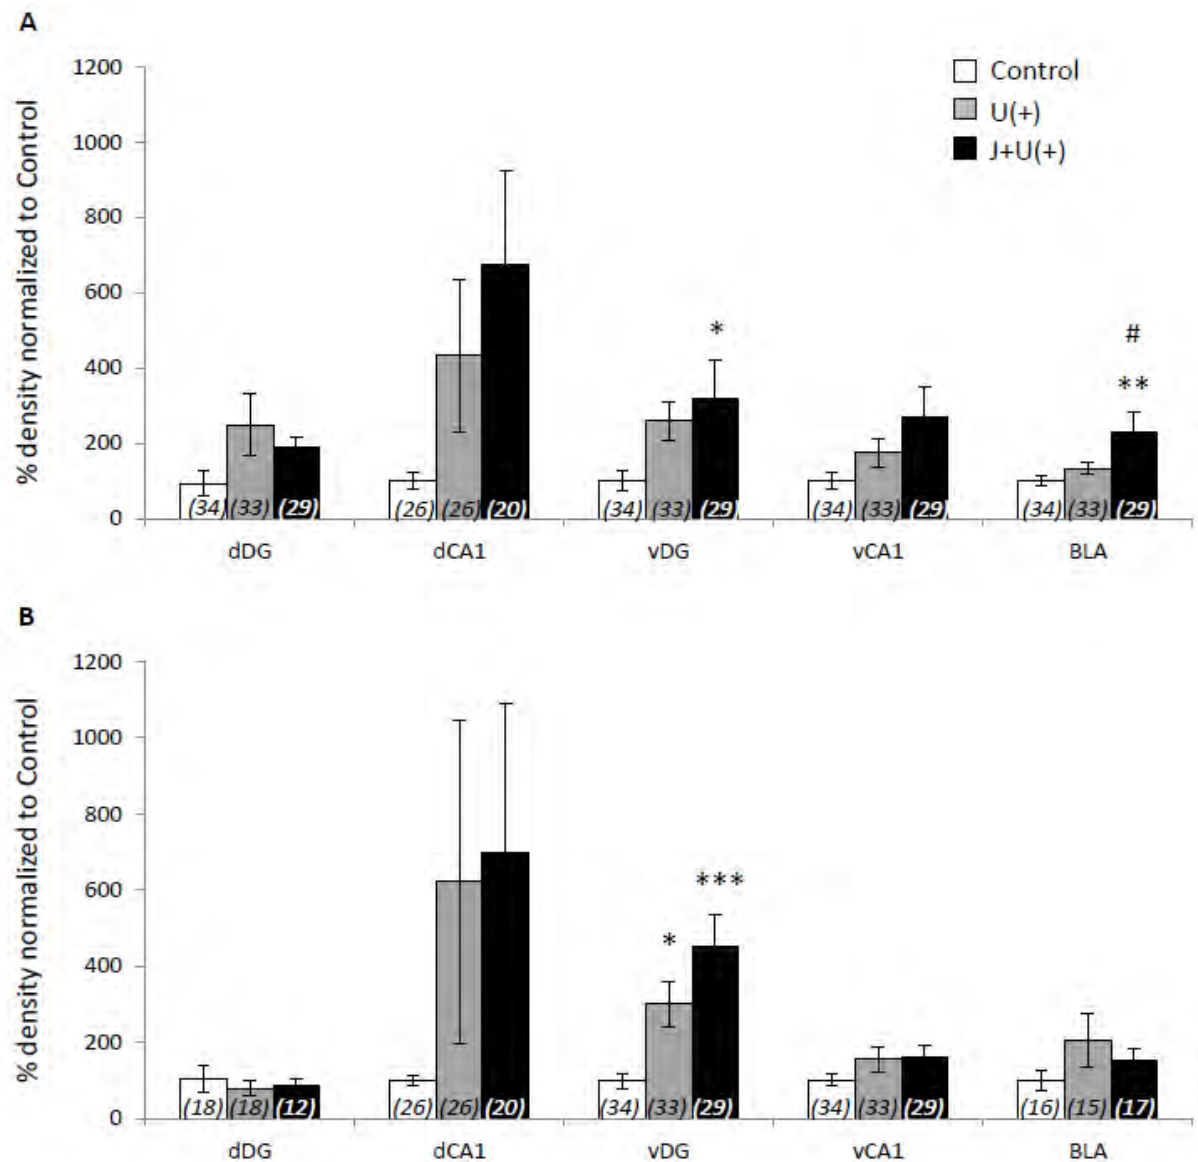 A
% density normalized to Control
1200
1000
800
600
400
200
0
Control
U(+)
J+U(+)
*
#
**
(34) (33) (29) (26) (26) (20) (34) (33) (29) (34) (33) (29) (34) (33) (29)
dDG dCA1 vDG vCA1 BLA
B
% density normalized to Control
1200
1000
800
600
400
200
0
***
*
(18) (18) (12) (26) (26) (20) (34) (33) (29) (34) (33) (29) (16) (15) (17)
dDG dCA1 vDG vCA1 BLA